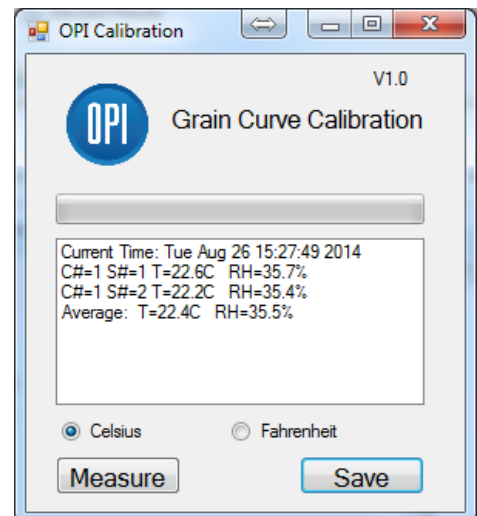 OPI Calibration
V1.0
OPI
Grain Curve Calibration
Current Time: Tue Aug 26 15:27:49 2014
C#=1 S#=1 T=22.6C   RH=35.7%
C#=1 S#=2 T=22.2C   RH=35.4%
Average:  T=22.4C   RH=35.5%
Celsius
Fahrenheit
Measure
Save